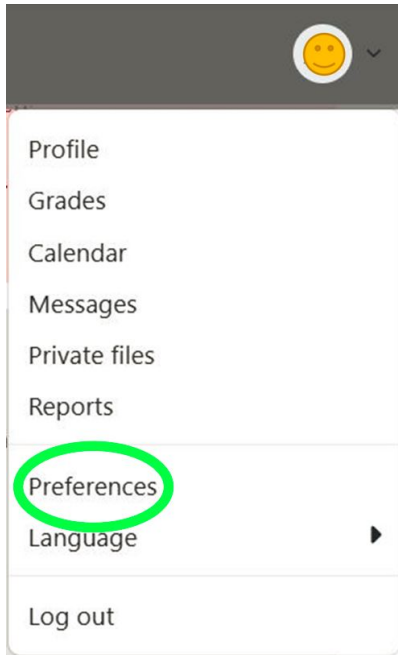 Profile
Grades
Calendar
Messages
Private files
Reports
Preferences
Language
Log out